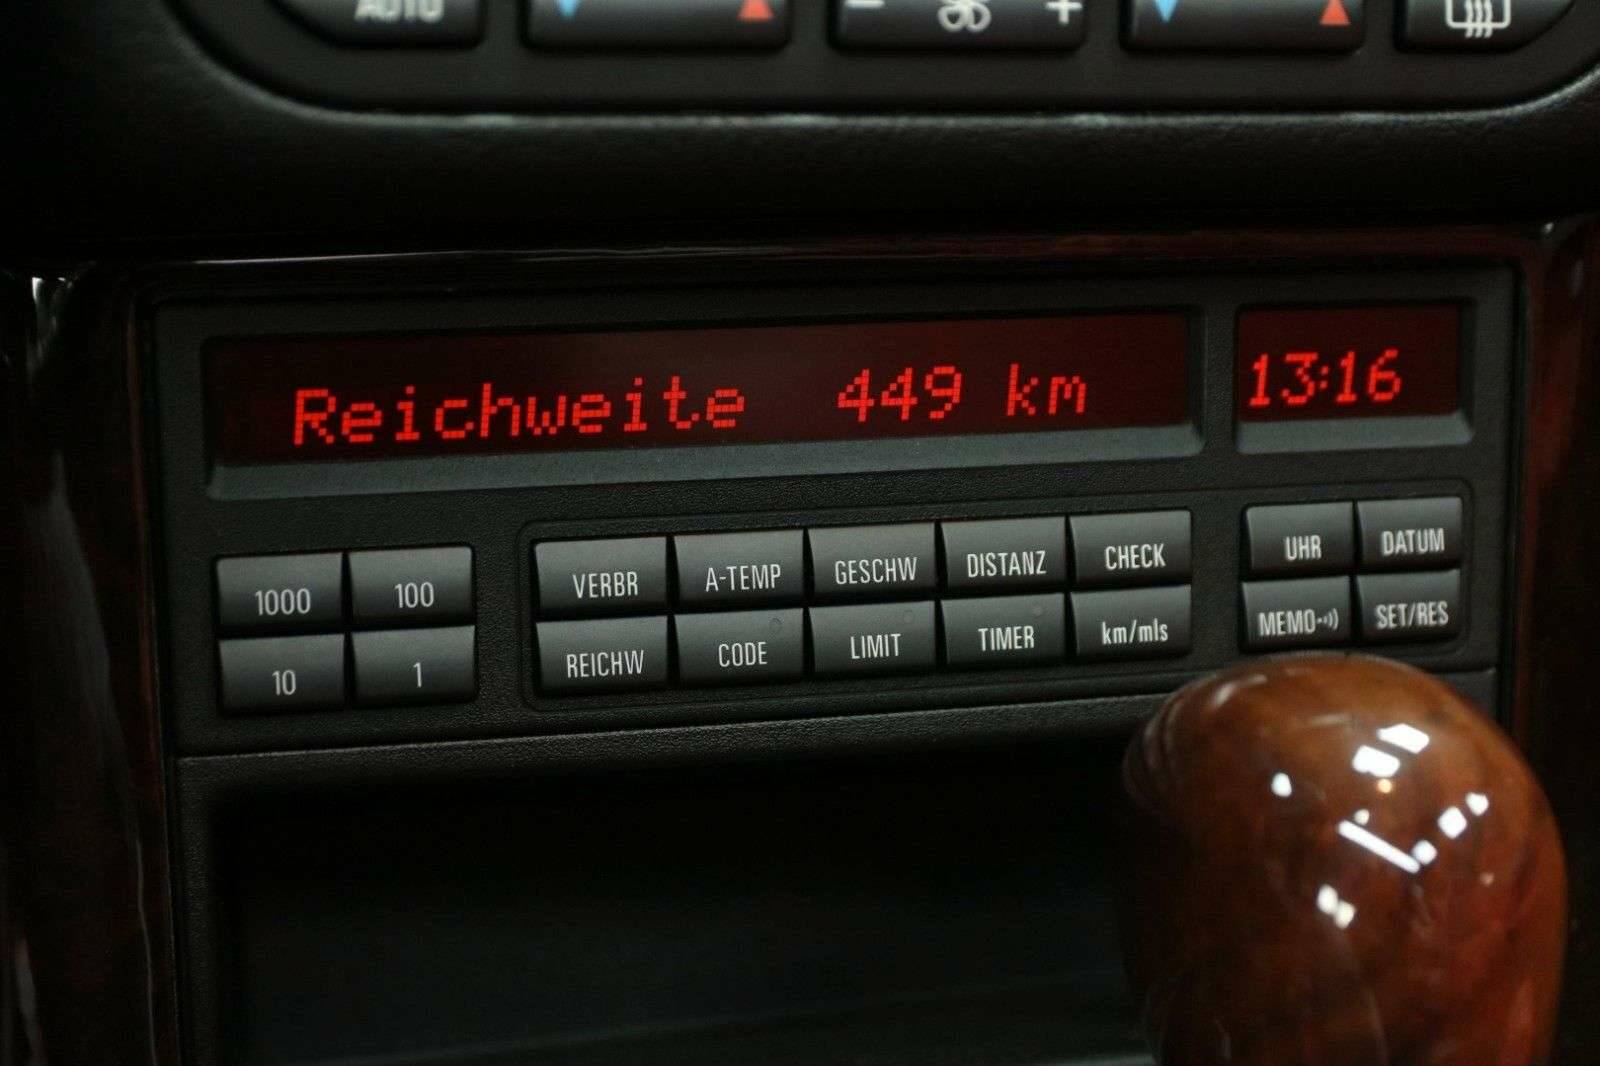 AUTO
- +
Reichweite 449 km 13:16
1000 100 VERBR A-TEMP GESCHW DISTANZ CHECK UHR DATUM
10 1 REICHW CODE LIMIT TIMER km/mls MEMO SET/RES